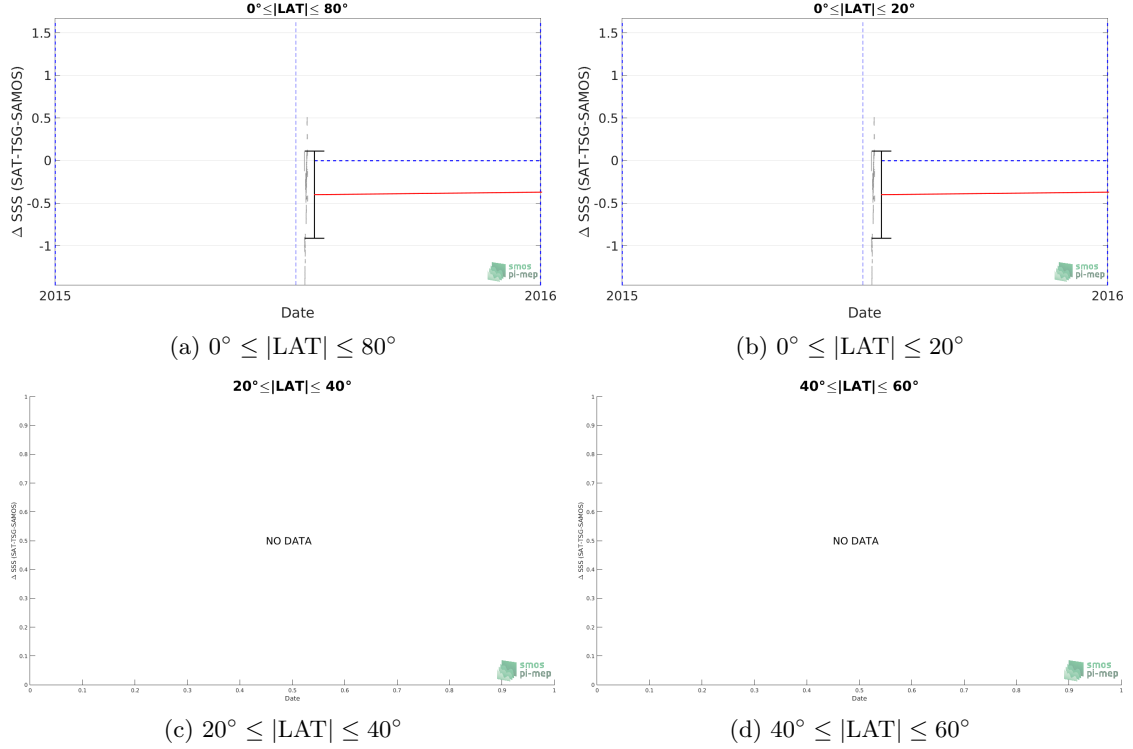 0°≤|LAT|≤ 80°
Δ SSS (SAT-TSG-SAMOS)
1.5
1
0.5
0
-0.5
-1
2015
2016
Date
smos
pi-mep
(a) 0° ≤ |LAT| ≤ 80°
0°≤|LAT|≤ 20°
Δ SSS (SAT-TSG-SAMOS)
1.5
1
0.5
0
-0.5
-1
2015
2016
Date
smos
pi-mep
(b) 0° ≤ |LAT| ≤ 20°
20°≤|LAT|≤ 40°
Δ SSS (SAT-TSG-SAMOS)
1
0.9
0.8
0.7
0.6
0.5
0.4
0.3
0.2
0.1
0
NO DATA
0 0.1 0.2 0.3 0.4 0.5 0.6 0.7 0.8 0.9 1
Date
smos
pi-mep
(c) 20° ≤ |LAT| ≤ 40°
40°≤|LAT|≤ 60°
Δ SSS (SAT-TSG-SAMOS)
1
0.9
0.8
0.7
0.6
0.5
0.4
0.3
0.2
0.1
0
NO DATA
0 0.1 0.2 0.3 0.4 0.5 0.6 0.7 0.8 0.9 1
Date
smos
pi-mep
(d) 40° ≤ |LAT| ≤ 60°